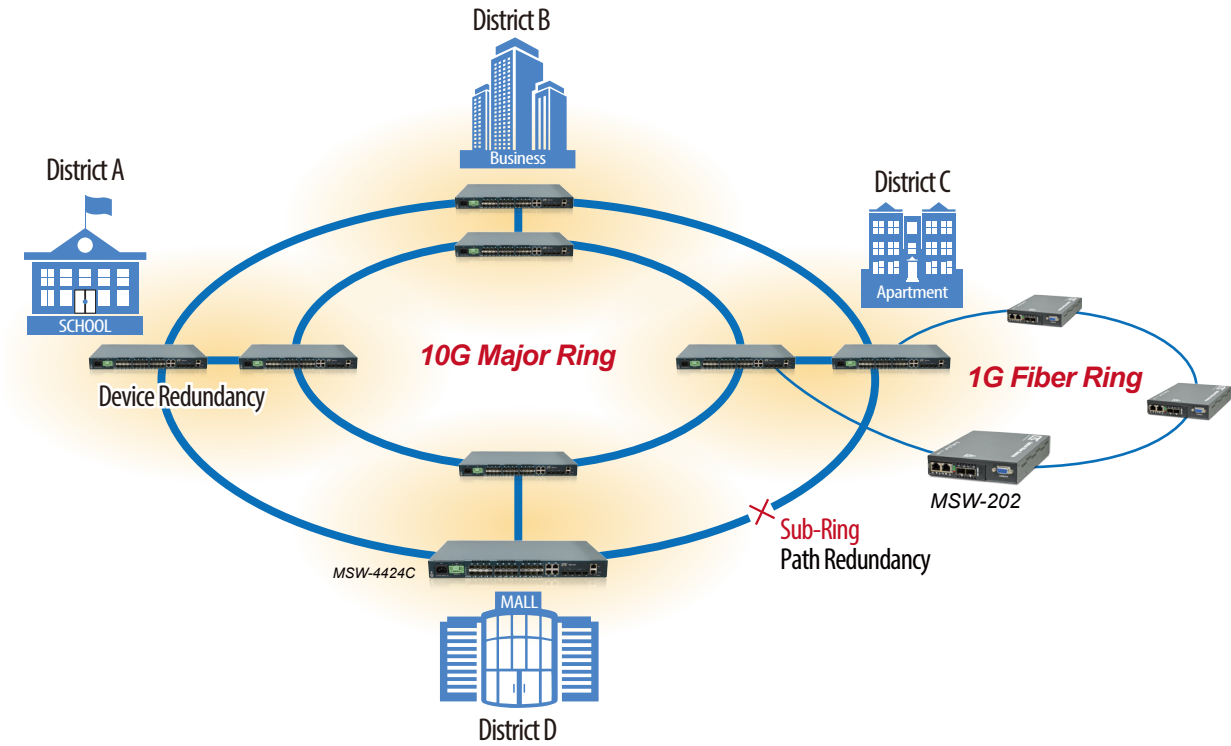 District B
Business
District A
SCHOOL
District C
Apartment
10G Major Ring
1G Fiber Ring
Device Redundancy
MSW-202
Sub-Ring
Path Redundancy
MSW-4424C
MALL
District D